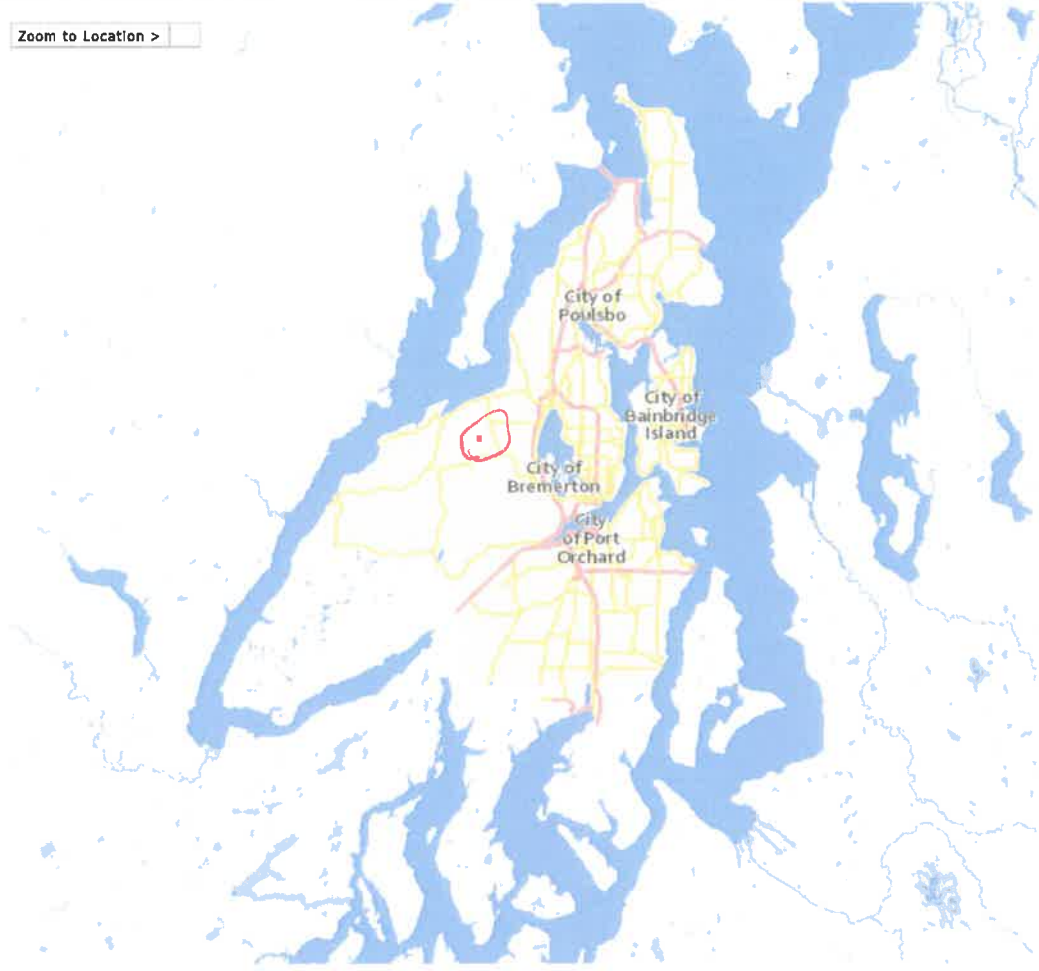 Zoom to Location >
City of
Poulsbo
City of
Bainbridge
Island
City of
Bremerton
City
of Port
Orchard